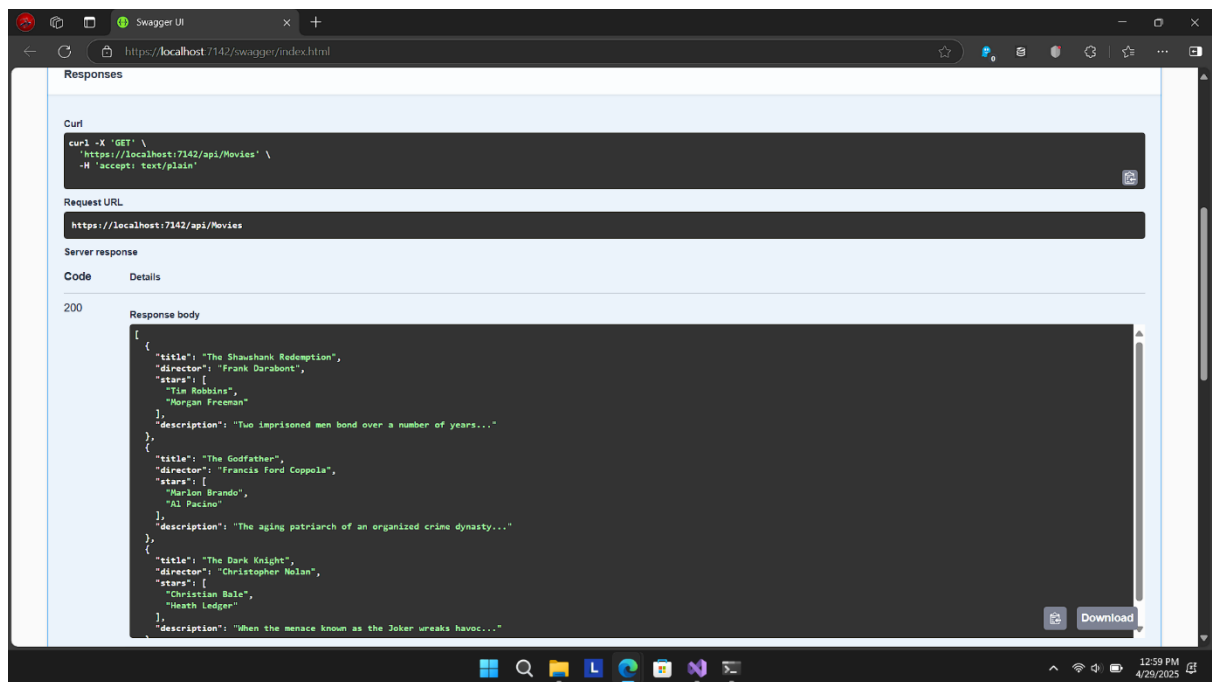 Swagger UI
https://localhost:7142/swagger/index.html
Responses
Curl
curl -X 'GET' \
'https://localhost:7142/api/Movies' \
-H 'accept: text/plain'
Request URL
https://localhost:7142/api/Movies
Server response
Code Details
200
Response body
[
{
"title": "The Shawshank Redemption",
"director": "Frank Darabont",
"stars": [
"Tim Robbins",
"Morgan Freeman"
],
"description": "Two imprisoned men bond over a number of years..."
},
{
"title": "The Godfather",
"director": "Francis Ford Coppola",
"stars": [
"Marlon Brando",
"Al Pacino"
],
"description": "The aging patriarch of an organized crime dynasty..."
},
{
"title": "The Dark Knight",
"director": "Christopher Nolan",
"stars": [
"Christian Bale",
"Heath Ledger"
],
"description": "When the menace known as the Joker wreaks havoc..."
Download
L
12:59 PM
4/29/2025